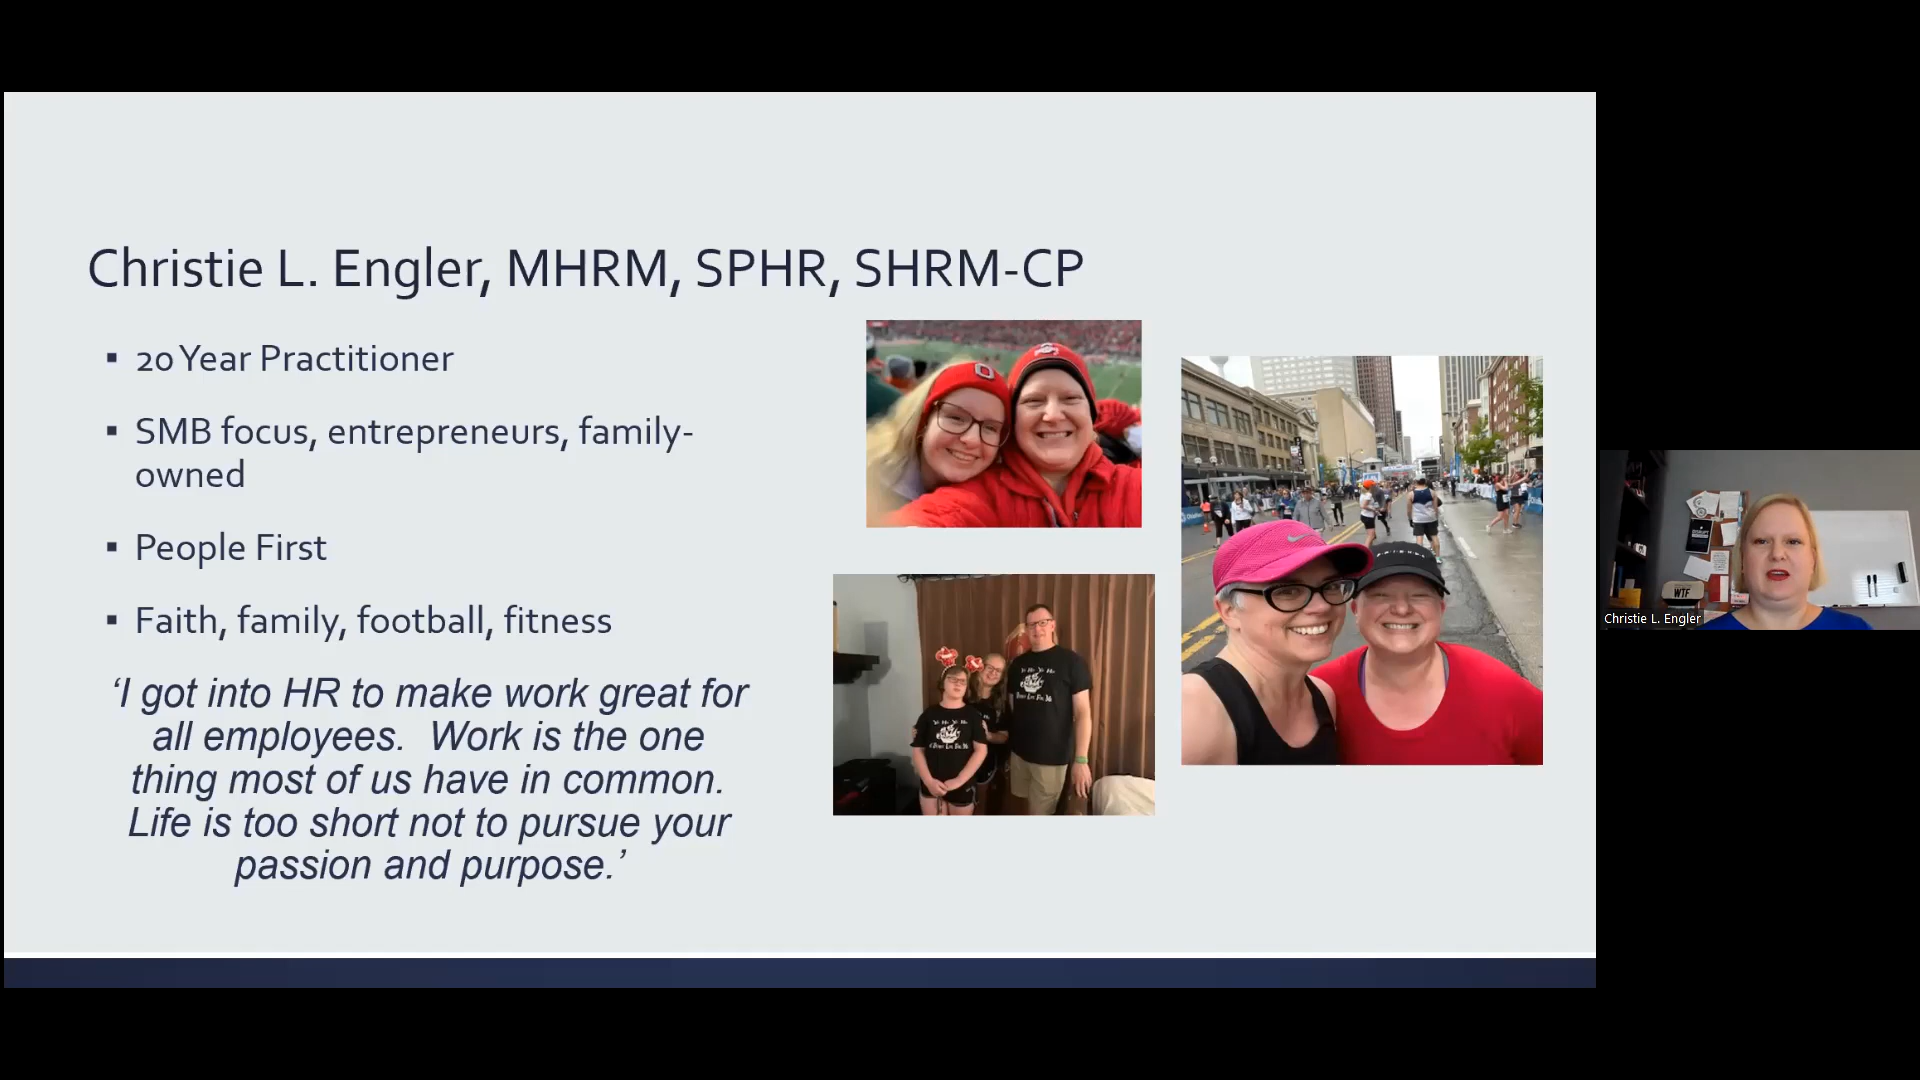 Christie L. Engler, MHRM, SPHR, SHRM-CP
▪ 20 Year Practitioner
▪ SMB focus, entrepreneurs, family-
owned
▪ People First
▪ Faith, family, football, fitness
‘I got into HR to make work great for
all employees.  Work is the one
thing most of us have in common.
Life is too short not to pursue your
passion and purpose.’
O
WTF
Christie L. Engler